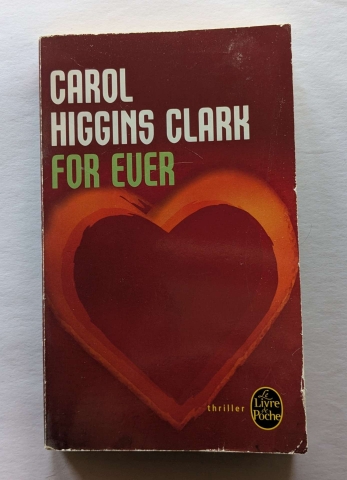 CAROL
HIGGINS CLARK
FOR EVER
thriller
Le
Livre
de
Poche